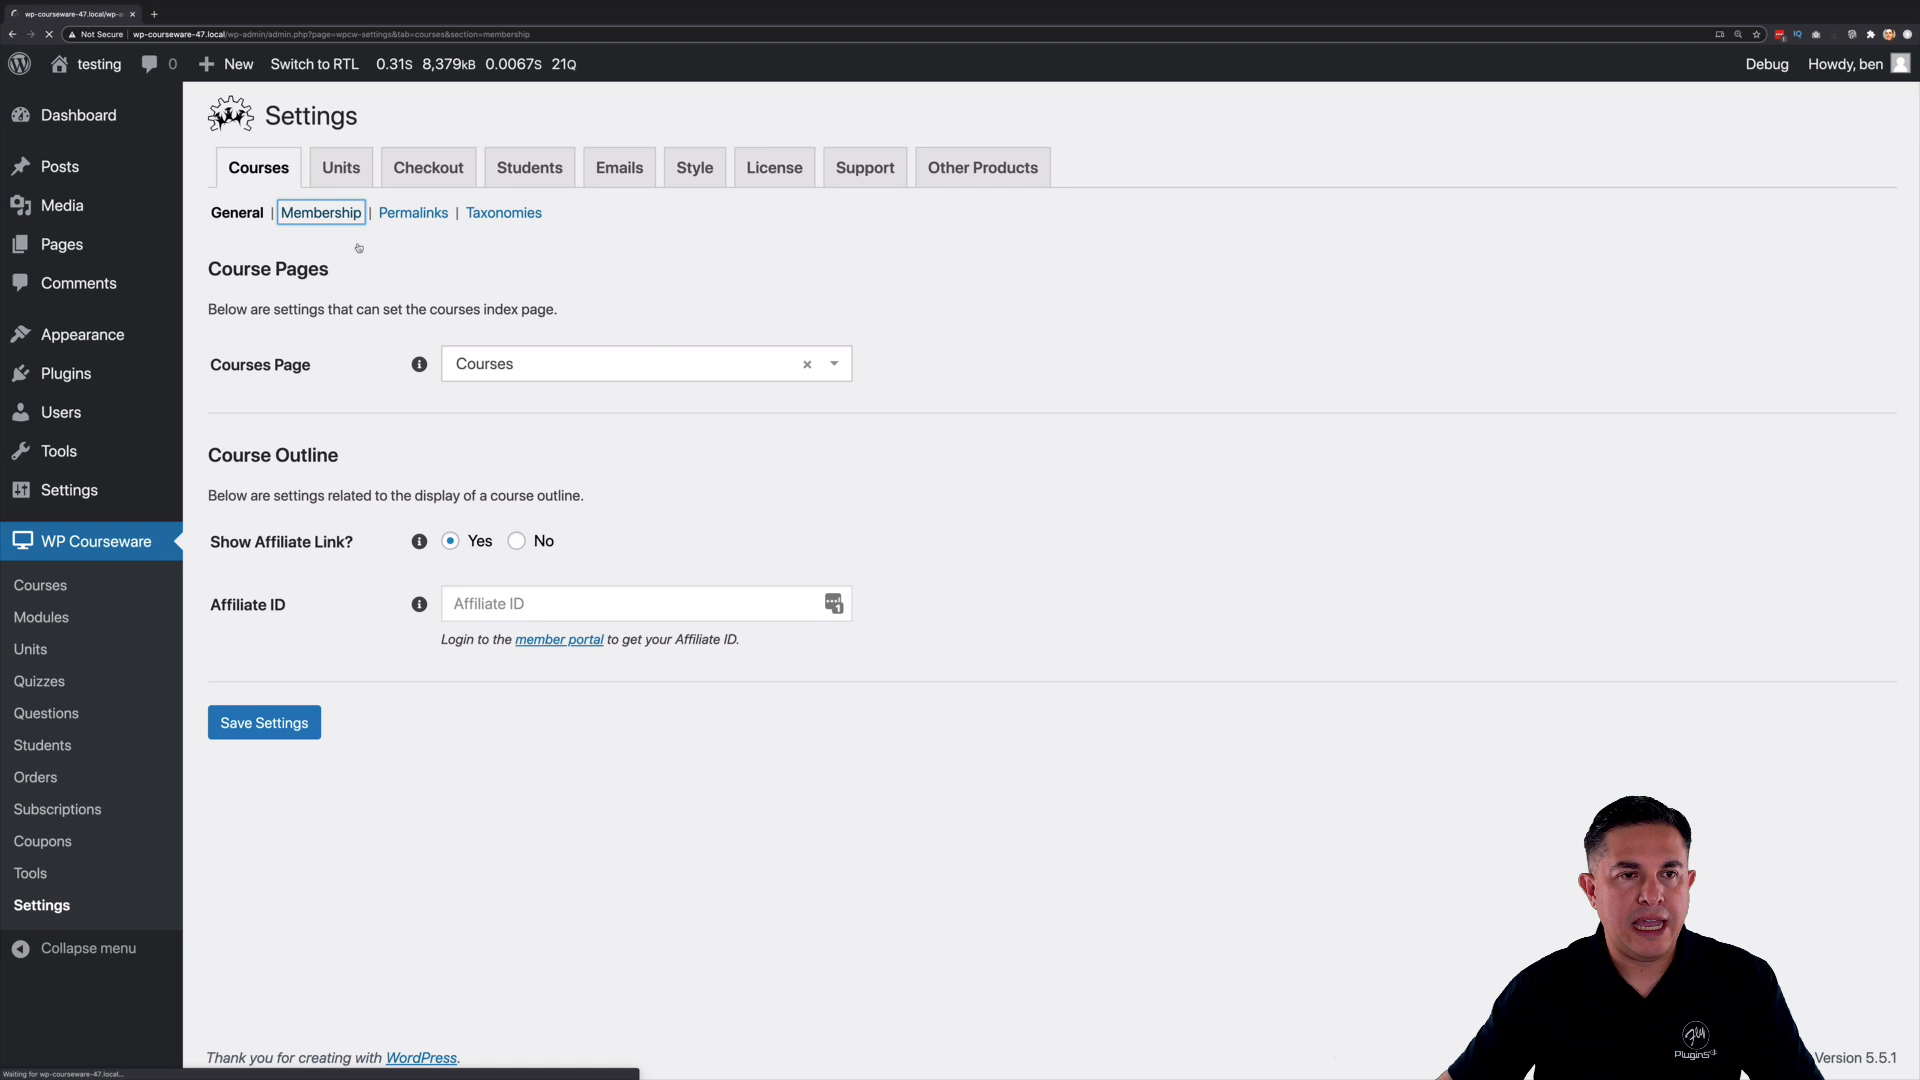 wp-courseware-47.local/wp-a
Not Secure wp-courseware-47.local/wp-admin/admin.php?page=wpcw-settings&tab=courses&section=membership
testing 0 New Switch to RTL 0.31S 8,379KB 0.0067S 21Q Debug Howdy, ben
Dashboard
Posts
Media
Pages
Comments
Appearance
Plugins
Users
Tools
Settings
WP Courseware
Courses
Modules
Units
Quizzes
Questions
Students
Orders
Subscriptions
Coupons
Tools
Settings
Collapse menu
Settings
Courses Units Checkout Students Emails Style License Support Other Products
General | Membership | Permalinks | Taxonomies
Course Pages
Below are settings that can set the courses index page.
Courses Page Courses
Course Outline
Below are settings related to the display of a course outline.
Show Affiliate Link? Yes No
Affiliate ID Affiliate ID 1
Login to the member portal to get your Affiliate ID.
Save Settings
Fly
Plugins
Thank you for creating with WordPress. Version 5.5.1
Waiting for wp-courseware-47.local...